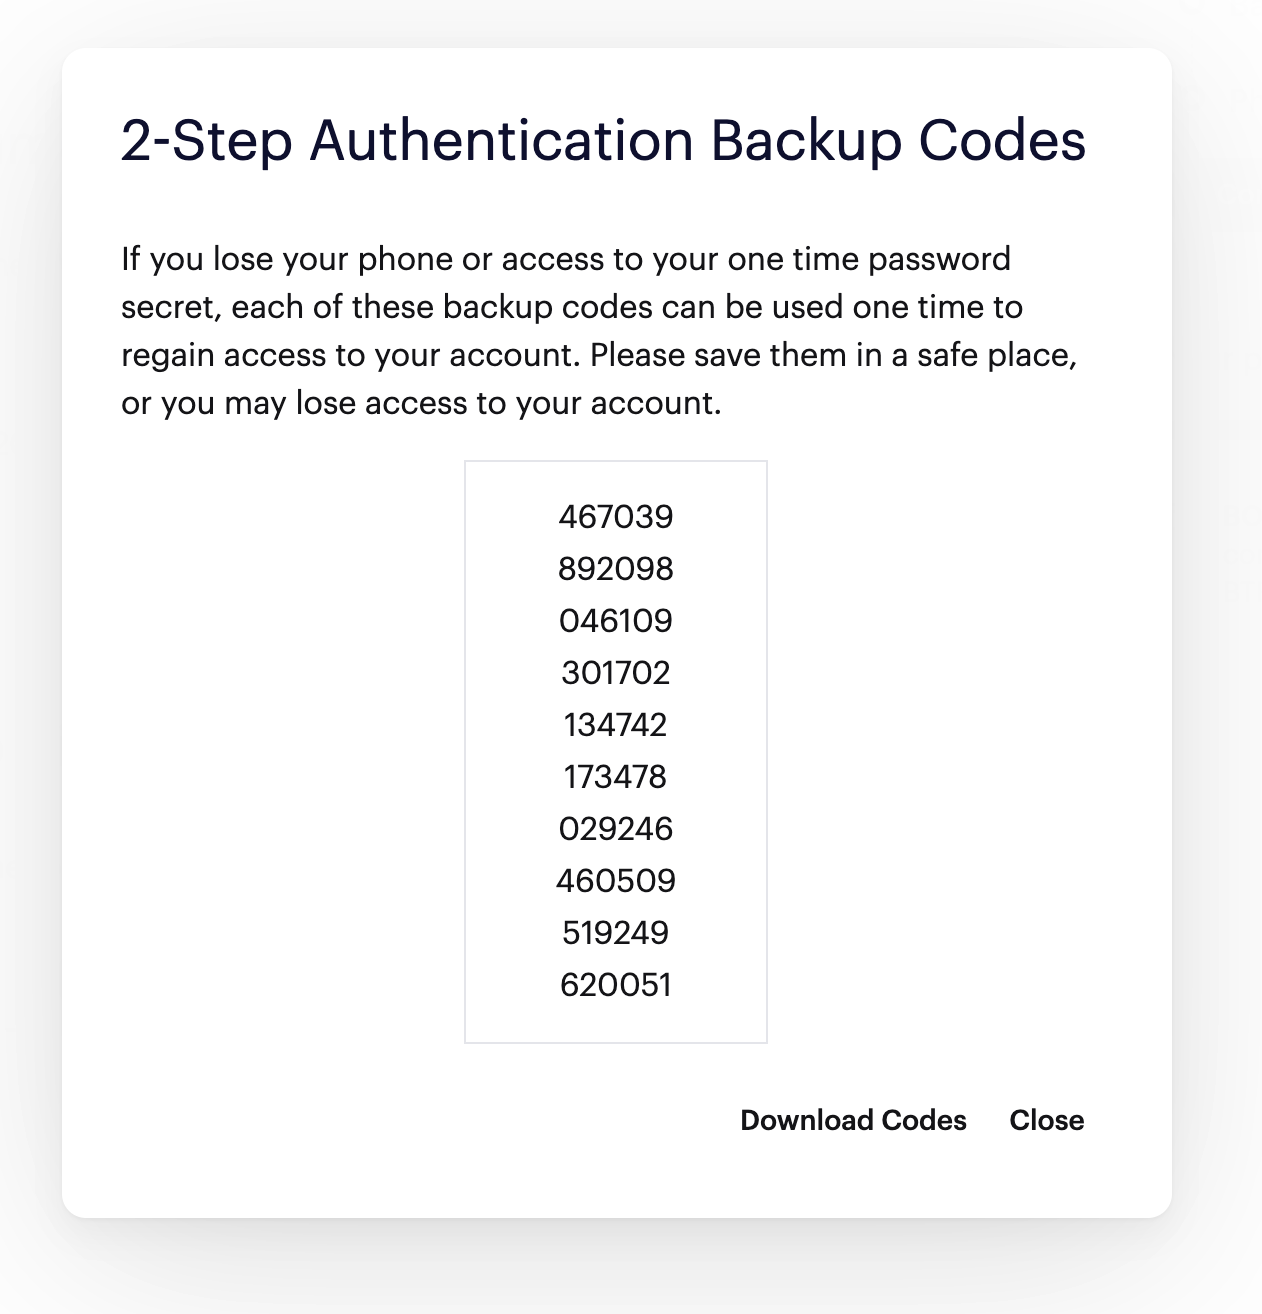 2-Step Authentication Backup Codes
If you lose your phone or access to your one time password
secret, each of these backup codes can be used one time to
regain access to your account. Please save them in a safe place,
or you may lose access to your account.
467039
892098
046109
301702
134742
173478
029246
460509
519249
620051
Download Codes Close